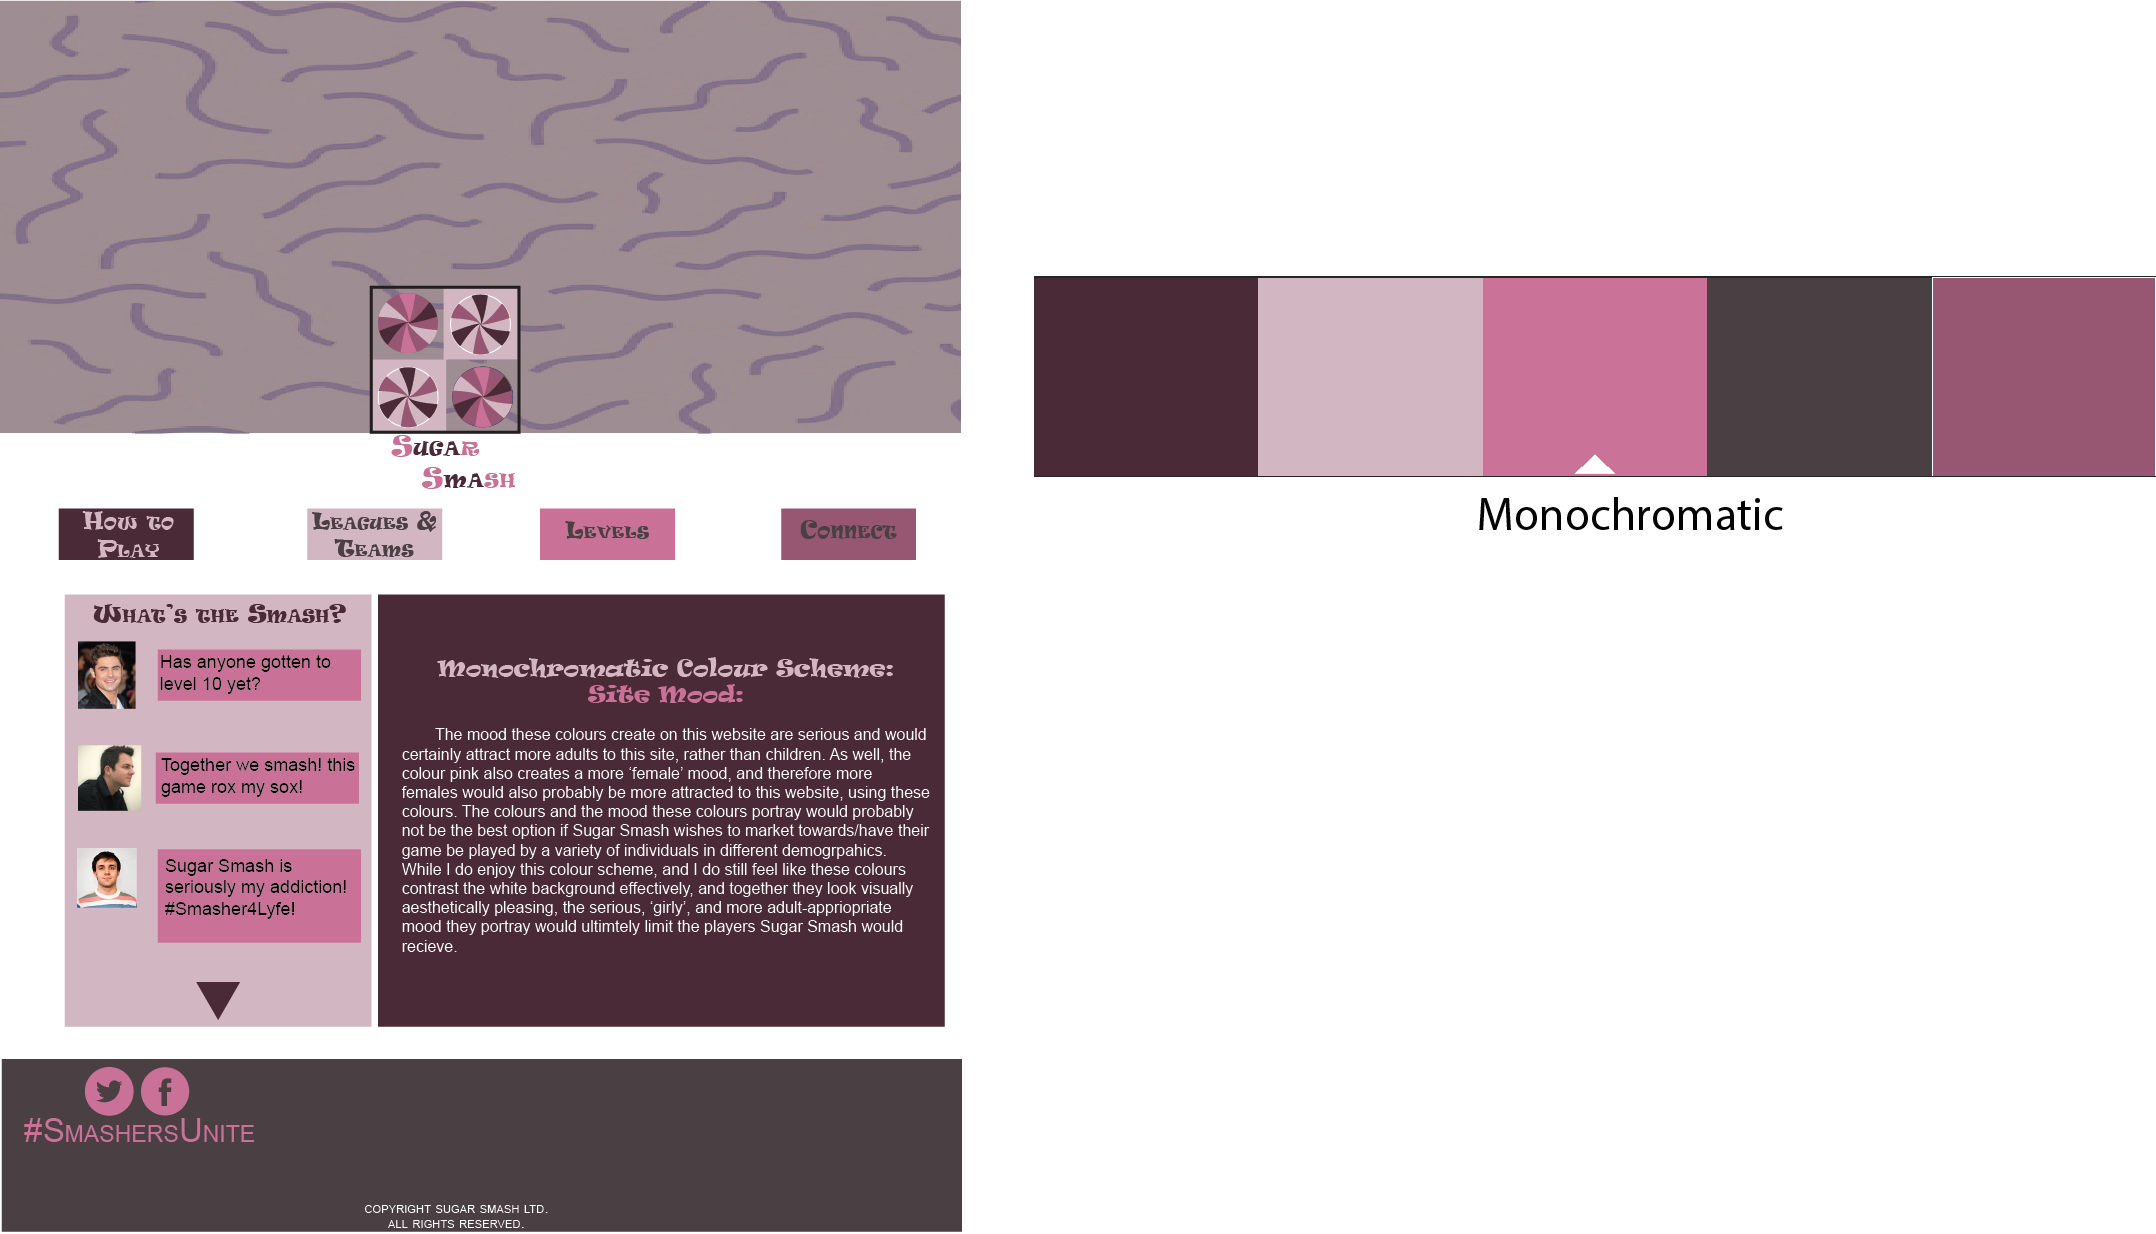 Sugar
Smash
How to
Play
Leagues &
Teams
Levels
Connect
What's the Smash?
Has anyone gotten to
level 10 yet?
Together we smash! this
game rox my sox!
Sugar Smash is
seriously my addiction!
#Smasher4Lyfe!
Monochromatic Colour Scheme:
Site Mood:
The mood these colours create on this website are serious and would
certainly attract more adults to this site, rather than children. As well, the
colour pink also creates a more ‘female’ mood, and therefore more
females would also probably be more attracted to this website, using these
colours. The colours and the mood these colours portray would probably
not be the best option if Sugar Smash wishes to market towards/have their
game be played by a variety of individuals in different demogrpahics.
While I do enjoy this colour scheme, and I do still feel like these colours
contrast the white background effectively, and together they look visually
aesthetically pleasing, the serious, ‘girly’, and more adult-appriopriate
mood they portray would ultimtely limit the players Sugar Smash would
recieve.
#SmashersUnite
COPYRIGHT SUGAR SMASH LTD.
ALL RIGHTS RESERVED.
Monochromatic